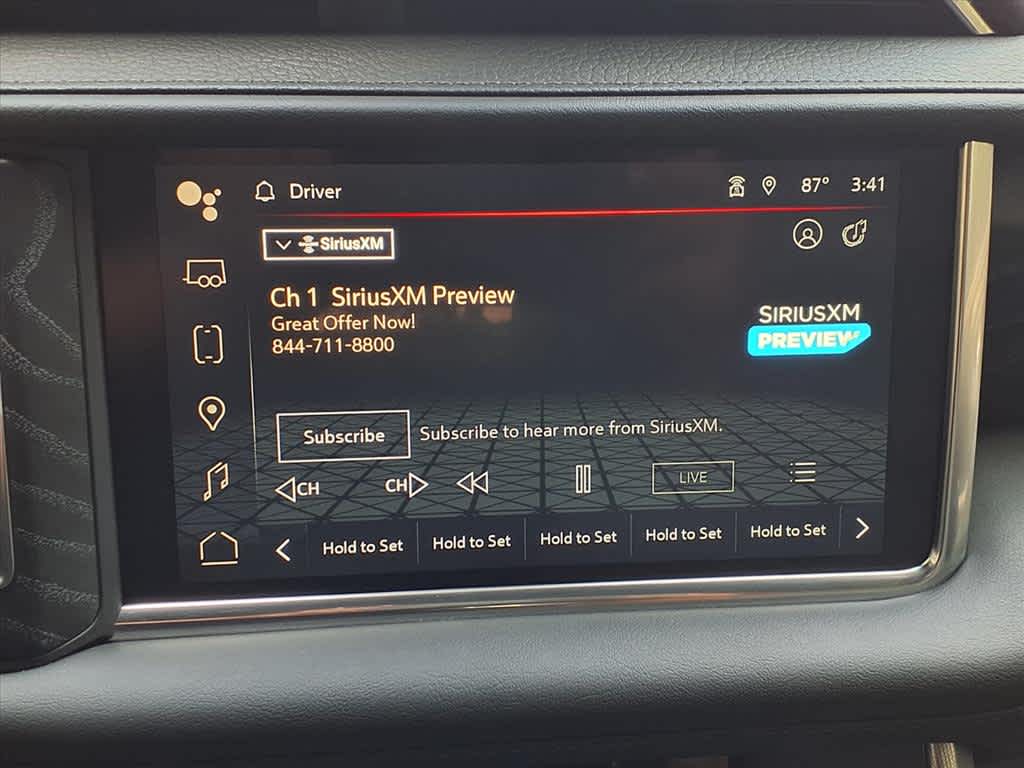 Driver
87° 3:41
SiriusXM
Ch 1 SiriusXM Preview
Great Offer Now!
844-711-8800
SIRIUSXM
PREVIEW
Subscribe
Subscribe to hear more from SiriusXM.
CH
CH
LIVE
Hold to Set
Hold to Set
Hold to Set
Hold to Set
Hold to Set